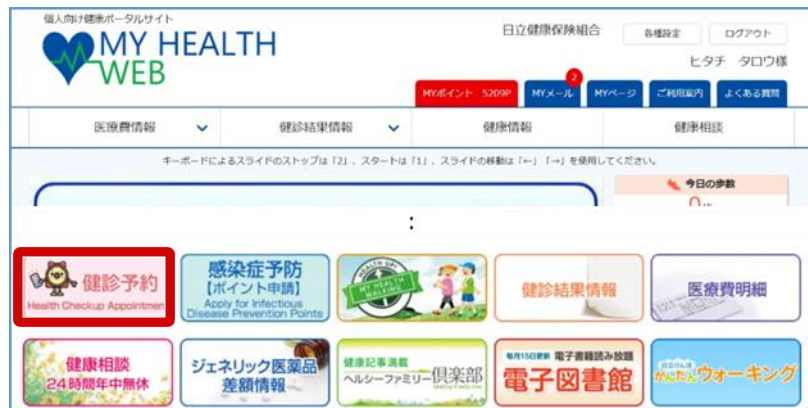 個人向け健康ポータルサイト
MY HEALTH
WEB
日立健康保険組合
各種設定
ログアウト
ヒタチ タロウ様
2
MYポイント 5209P
MYメール
MYページ
ご利用案内
よくある質問
医療費情報
健診結果情報
健康情報
健康相談
キーボードによるスライドのストップは「2」、スタートは「1」、スライドの移動は「←」「→」を使用してください。
今日の歩数
:
健診予約
Health Checkup Appointmen
感染症予防
【ポイント申請】
Apply for Infectious
Disease Prevention Points
HEALTH UP!
MY HEALTH
WALKING
健診結果情報
医療費明細
健康相談
24時間年中無休
ジェネリック医薬品
差額情報
健康記事満載
ヘルシーファミリー倶楽部
毎月15日更新 電子書籍読み放題
電子図書館
日立けんぽ
かんたんウォーキング